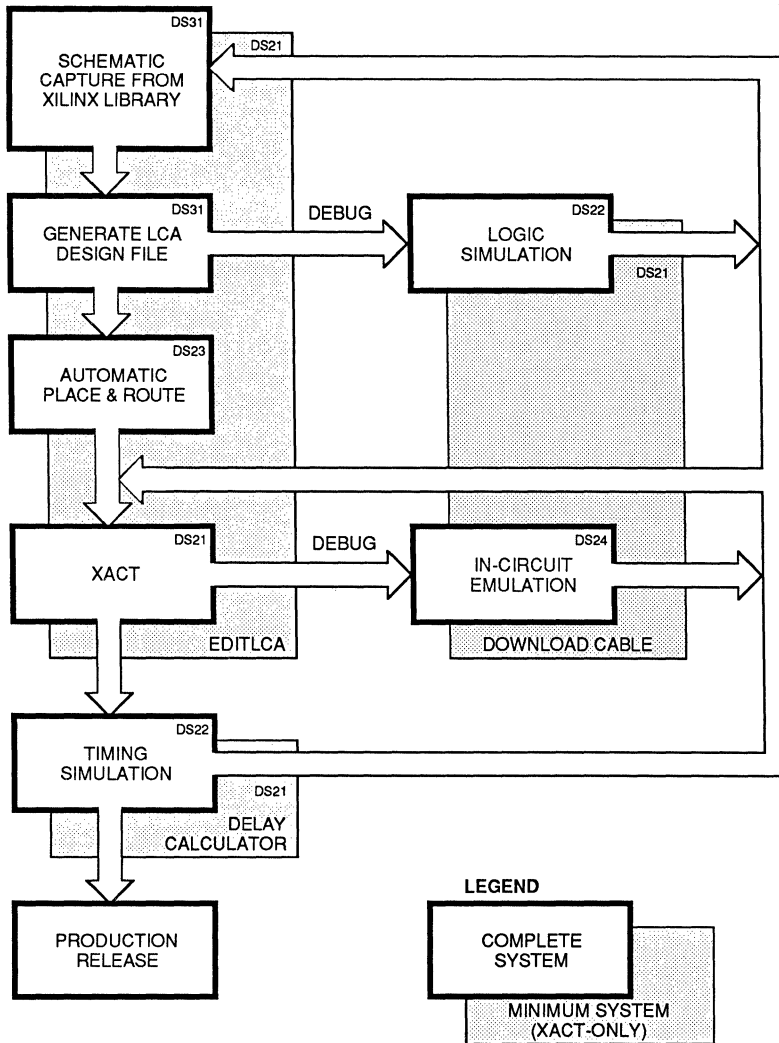 DS31
DS21
SCHEMATIC
CAPTURE FROM
XILINX LIBRARY
DS31
GENERATE LCA
DESIGN FILE
DEBUG
DS22
LOGIC
SIMULATION
DS21
DS23
AUTOMATIC
PLACE & ROUTE
DS21
XACT
DEBUG
DS24
IN-CIRCUIT
EMULATION
EDITLCA
DOWNLOAD CABLE
DS22
TIMING
SIMULATION
DS21
DELAY
CALCULATOR
PRODUCTION
RELEASE
LEGEND
COMPLETE
SYSTEM
MINIMUM SYSTEM
(XACT-ONLY)